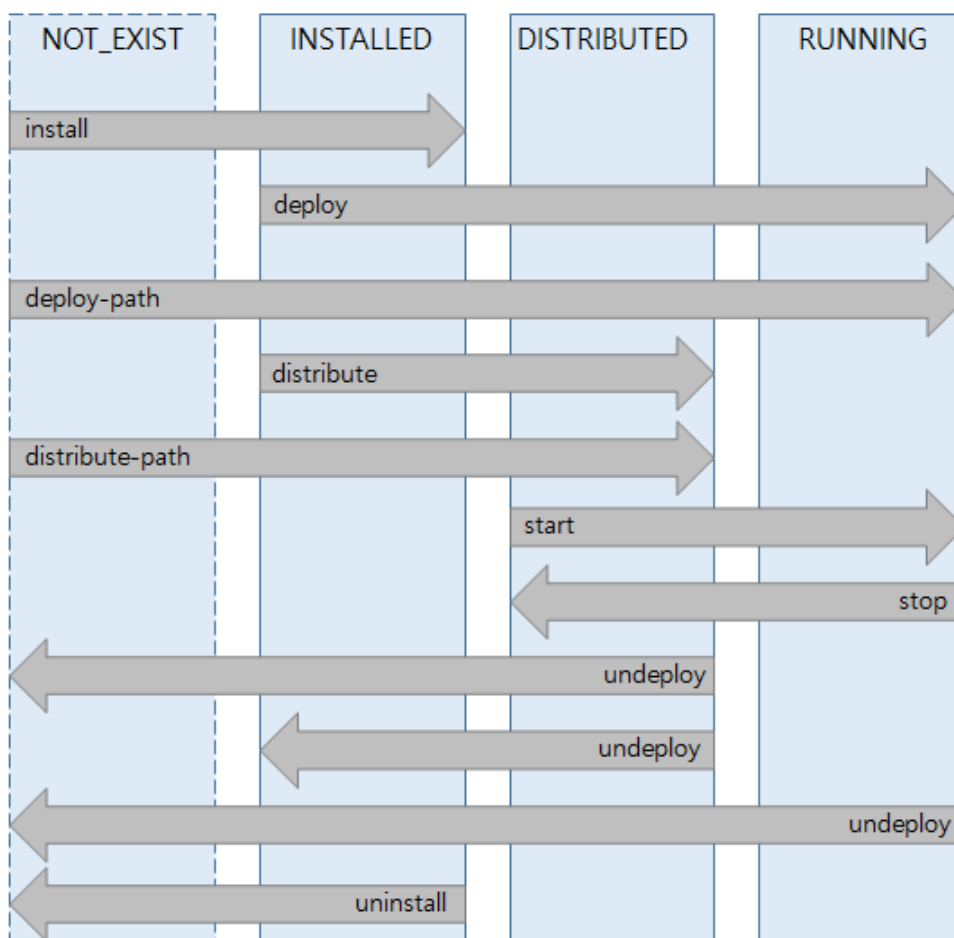 NOT_EXIST INSTALLED DISTRIBUTED RUNNING
install
deploy
deploy-path
distribute
distribute-path
start
stop
undeploy
undeploy
undeploy
uninstall